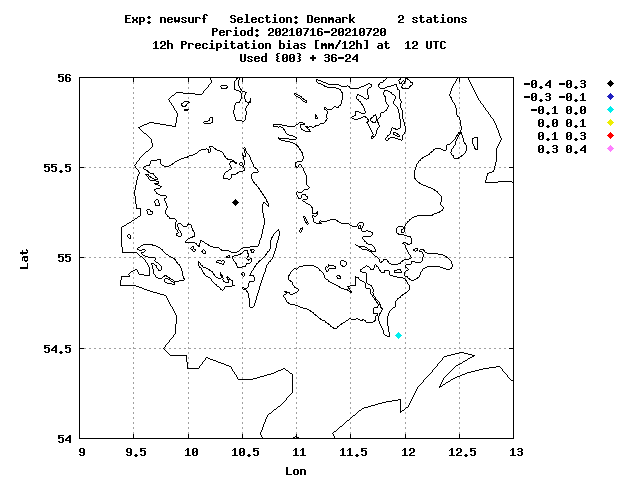 Exp: newsurf   Selection: Denmark      2 stations
Period: 20210716-20210720
12h Precipitation bias [mm/12h] at  12 UTC
Used {00} + 36-24
56
55.5
55
54.5
54
Lat
9 9.5 10 10.5 11 11.5 12 12.5 13
Lon
-0.4 -0.3
-0.3 -0.1
-0.1 0.0
0.0 0.1
0.1 0.3
0.3 0.4